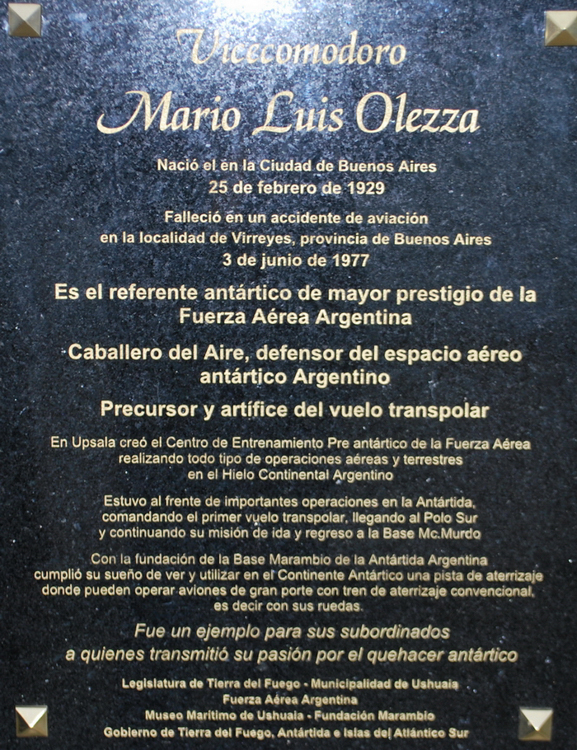 Vicecomodoro
Mario Luis Olezza
Nació el en la Ciudad de Buenos Aires
25 de febrero de 1929
Falleció en un accidente de aviación
en la localidad de Virreyes, provincia de Buenos Aires
3 de junio de 1977
Es el referente antártico de mayor prestigio de la
Fuerza Aérea Argentina
Caballero del Aire, defensor del espacio aéreo
antártico Argentino
Precursor y artífice del vuelo transpolar
En Upsala creó el Centro de Entrenamiento Pre antártico de la Fuerza Aérea
realizando todo tipo de operaciones aéreas y terrestres
en el Hielo Continental Argentino
Estuvo al frente de importantes operaciones en la Antártida,
comandando el primer vuelo transpolar, llegando al Polo Sur
y continuando su misión de ida y regreso a la Base Mc.Murdo
Con la fundación de la Base Marambio de la Antártida Argentina
cumplió su sueño de ver y utilizar en el Continente Antártico una pista de aterrizaje
donde pueden operar aviones de gran porte con tren de aterrizaje convencional,
es decir con sus ruedas.
Fue un ejemplo para sus subordinados
a quienes transmitió su pasión por el quehacer antártico
Legislatura de Tierra del Fuego - Municipalidad de Ushuaia
Fuerza Aérea Argentina
Museo Marítimo de Ushuaia - Fundación Marambio
Gobierno de Tierra del Fuego, Antártida e Islas del Atlántico Sur